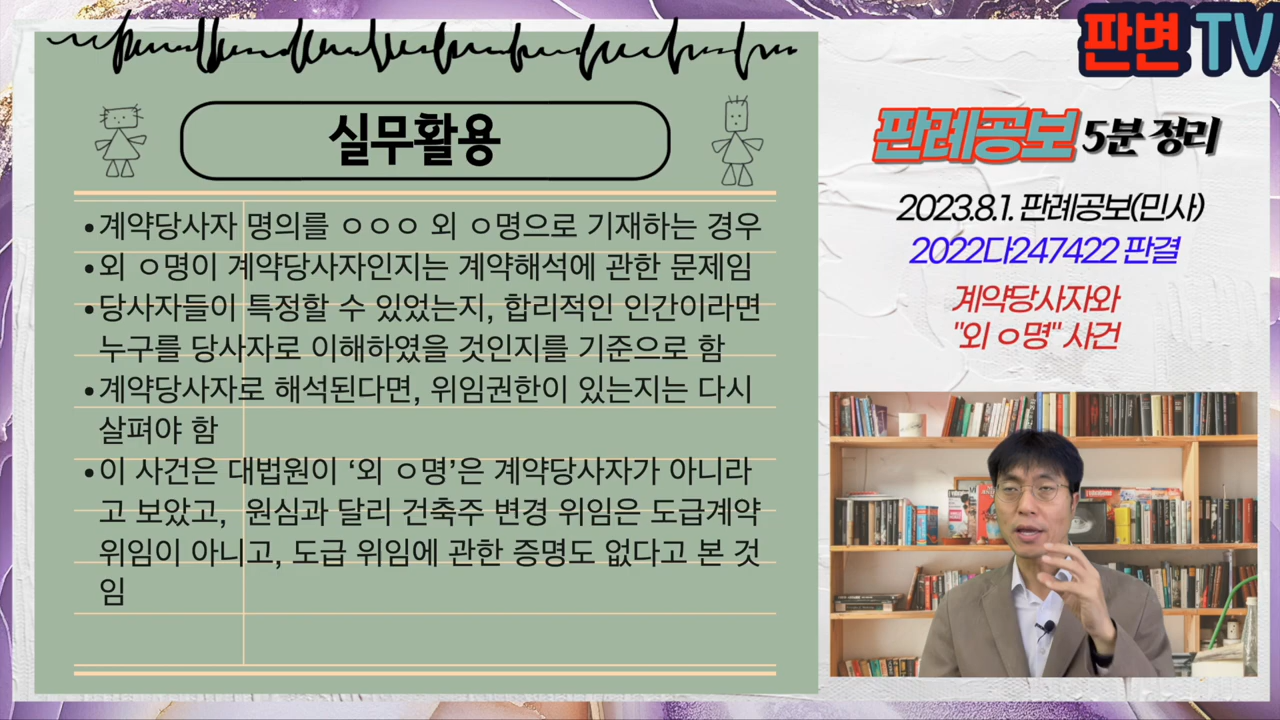 판변 TV
실무활용
•계약당사자 명의를 ㅇㅇㅇ 외 ㅇ명으로 기재하는 경우
•외 ㅇ명이 계약당사자인지는 계약해석에 관한 문제임
•당사자들이 특정할 수 있었는지, 합리적인 인간이라면
누구를 당사자로 이해하였을 것인지를 기준으로 함
•계약당사자로 해석된다면, 위임권한이 있는지는 다시
살펴야 함
•이 사건은 대법원이 ‘외 ㅇ명’은 계약당사자가 아니라
고 보았고, 원심과 달리 건축주 변경 위임은 도급계약
위임이 아니고, 도급 위임에 관한 증명도 없다고 본 것
임
판례공보 5분 정리
2023.8.1. 판례공보(민사)
2022다247422 판결
계약당사자와
"외 ㅇ명" 사건